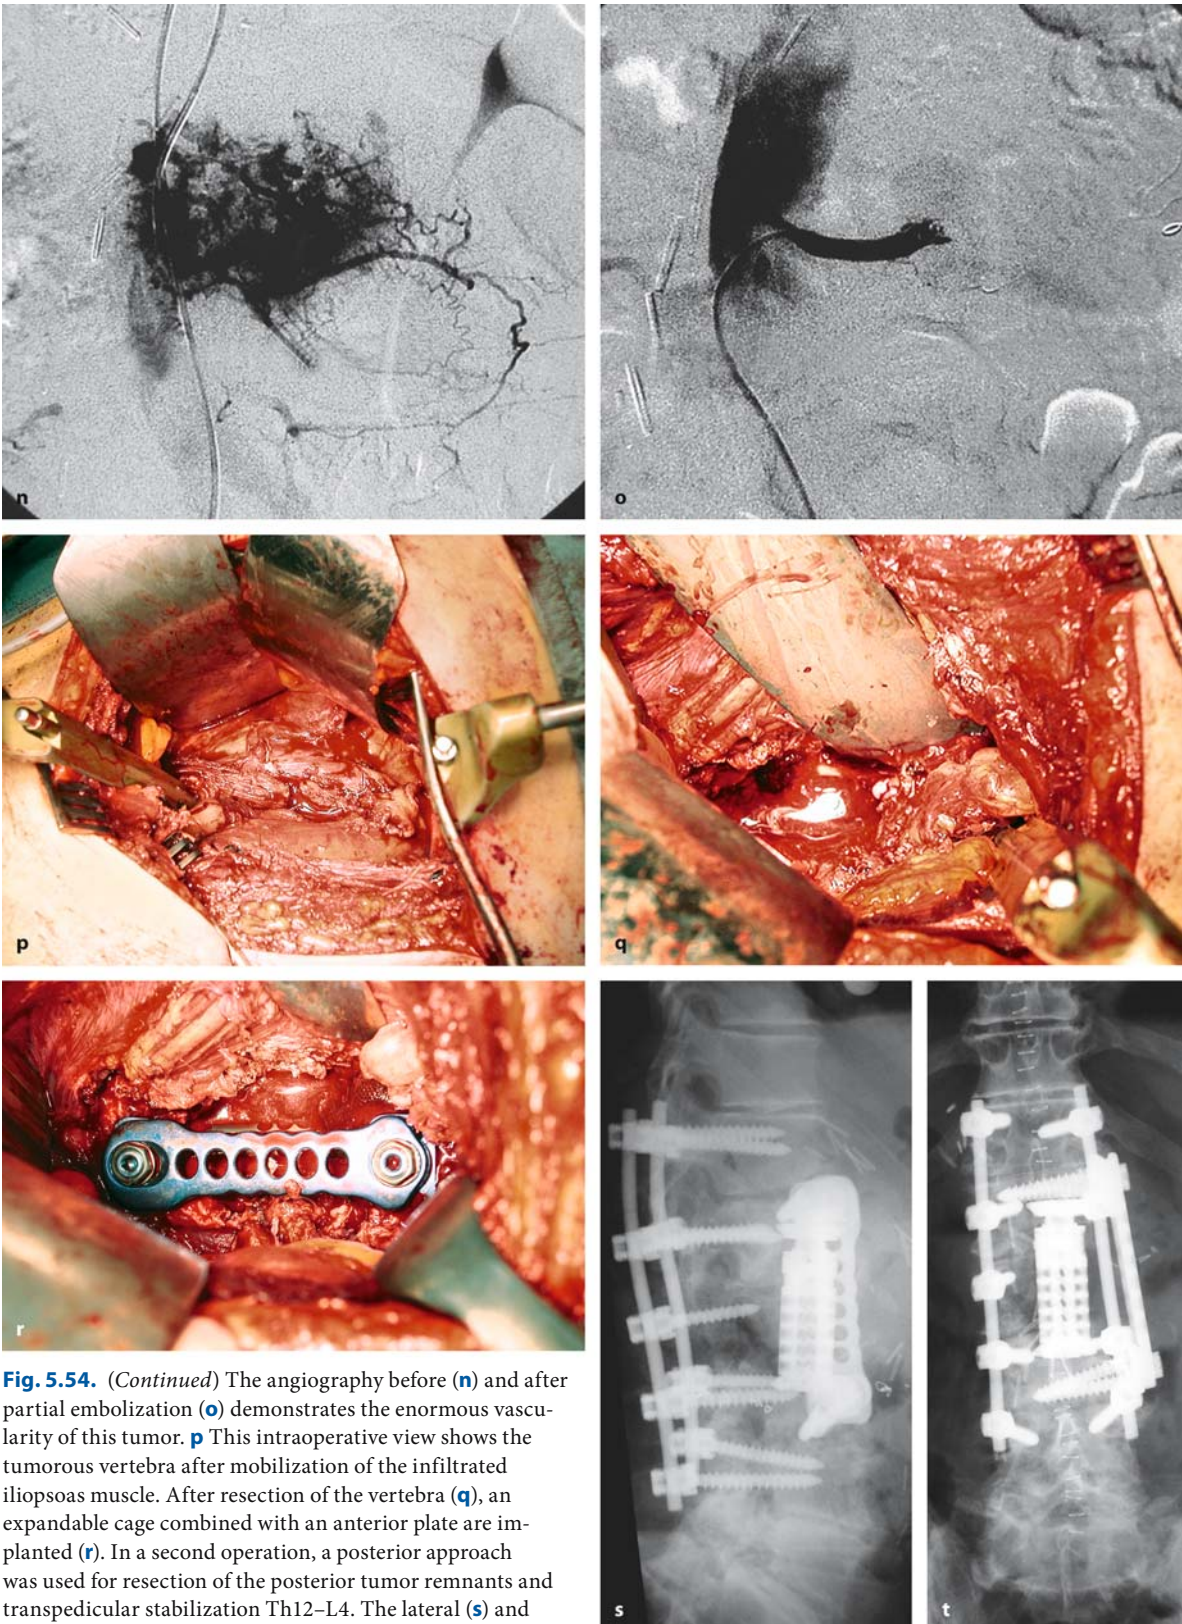 n
o
p
q
r
s
t
Fig. 5.54. (Continued) The angiography before (n) and after
partial embolization (o) demonstrates the enormous vascu-
larity of this tumor. p This intraoperative view shows the
tumorous vertebra after mobilization of the infiltrated
iliopsoas muscle. After resection of the vertebra (q), an
expandable cage combined with an anterior plate are im-
planted (r). In a second operation, a posterior approach
was used for resection of the posterior tumor remnants and
transpedicular stabilization Th12–L4. The lateral (s) and